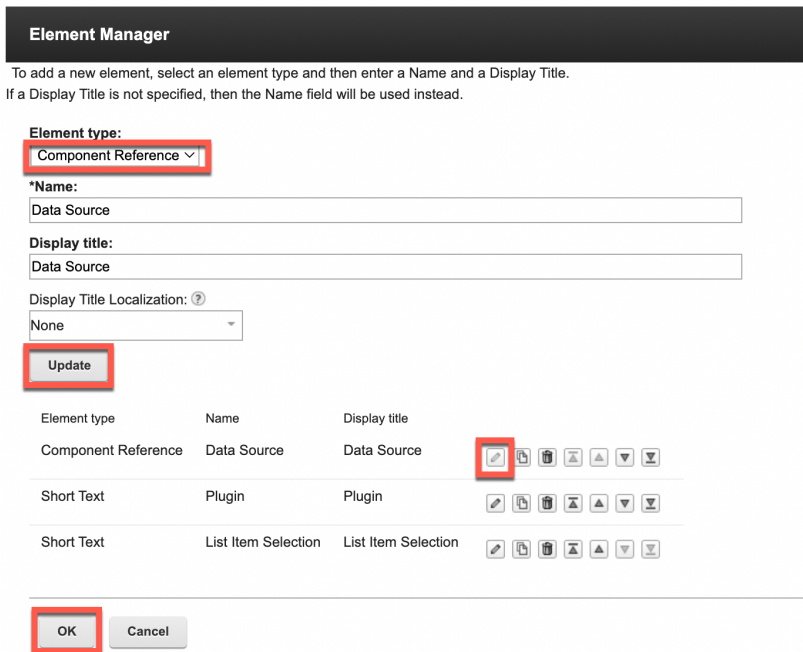 Element Manager
To add a new element, select an element type and then enter a Name and a Display Title.
If a Display Title is not specified, then the Name field will be used instead.
Element type:
Component Reference
*Name:
Data Source
Display title:
Data Source
Display Title Localization: ?
None
Update
Element type Name Display title
Component Reference Data Source Data Source
Short Text Plugin Plugin
Short Text List Item Selection List Item Selection
OK Cancel